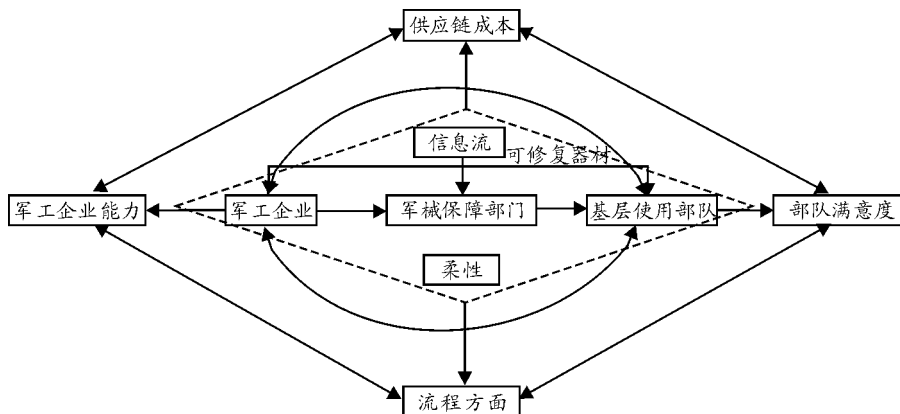 供应链成本
信息流
可修复器材
军工企业能力
军工企业
军械保障部门
基层使用部队
部队满意度
柔性
流程方面